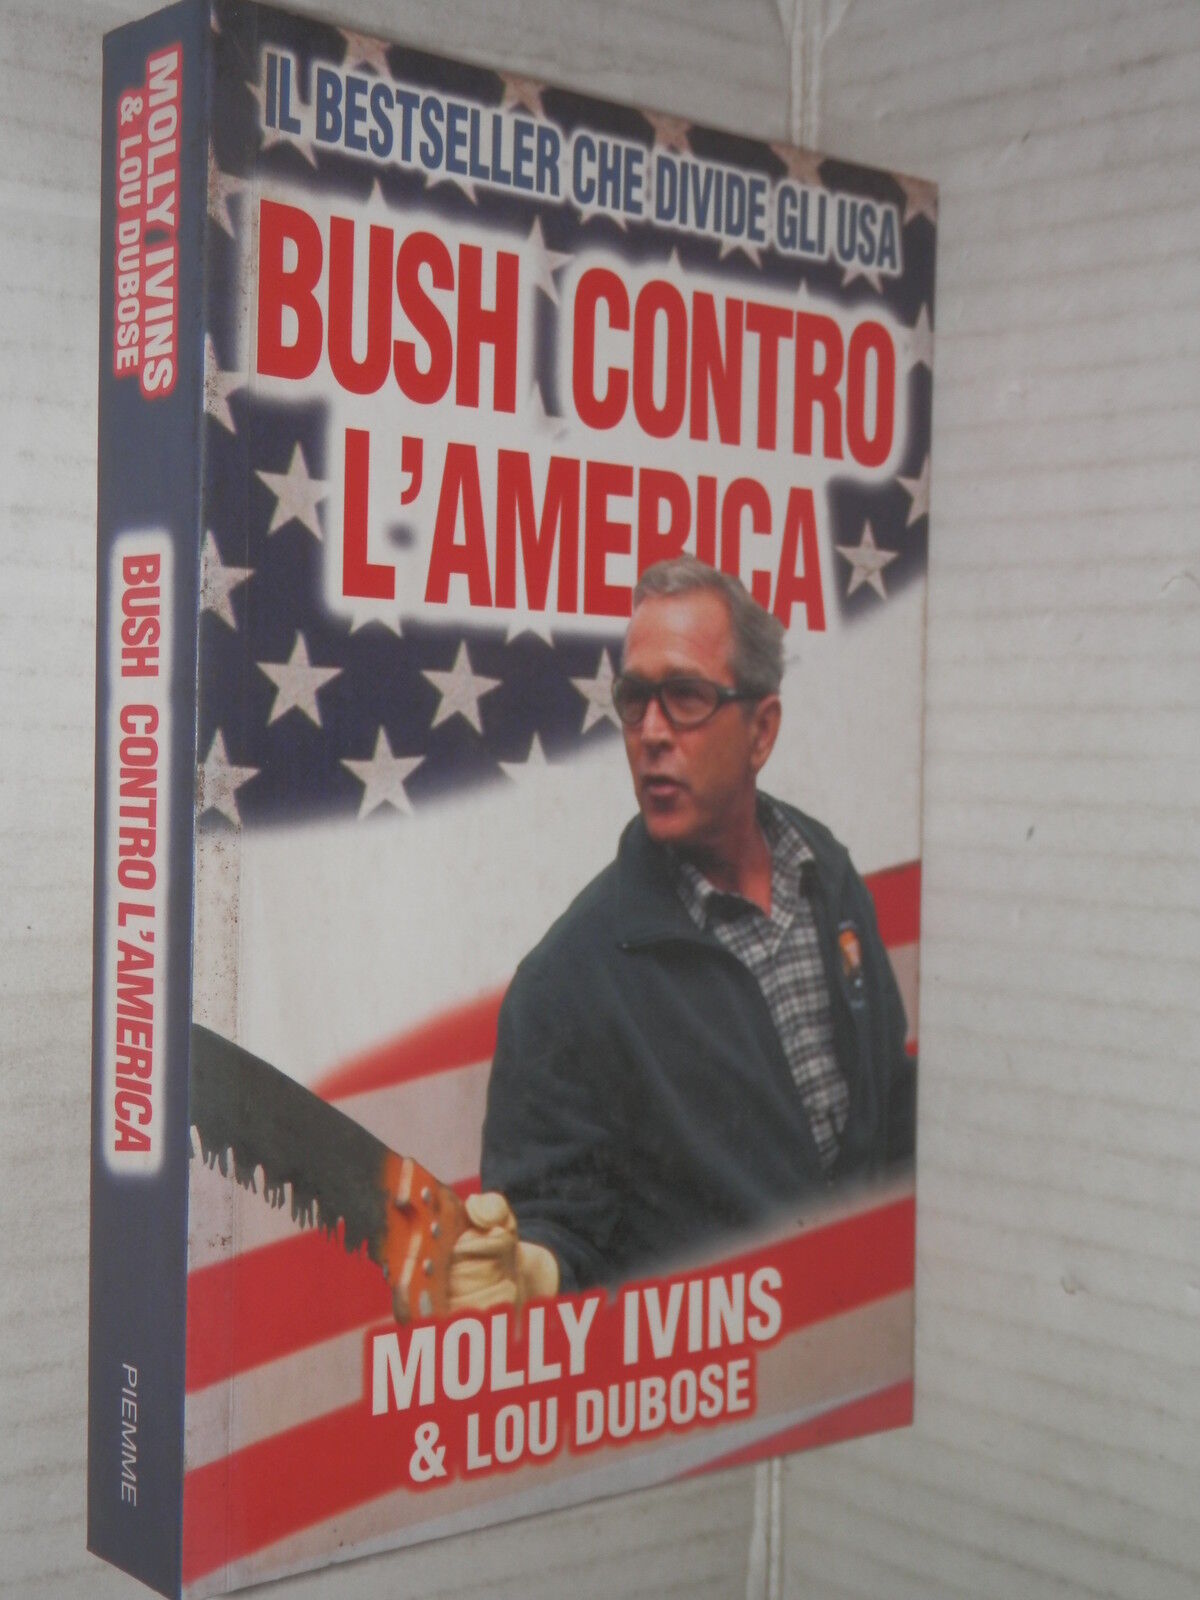 IL BESTSELLER CHE DIVIDE GLI USA
BUSH CONTRO
L'AMERICA
MOLLY IVINS
& LOU DUBOSE
MOLLY IVINS
& LOU DUBOSE
BUSH CONTRO L'AMERICA
PIEMME